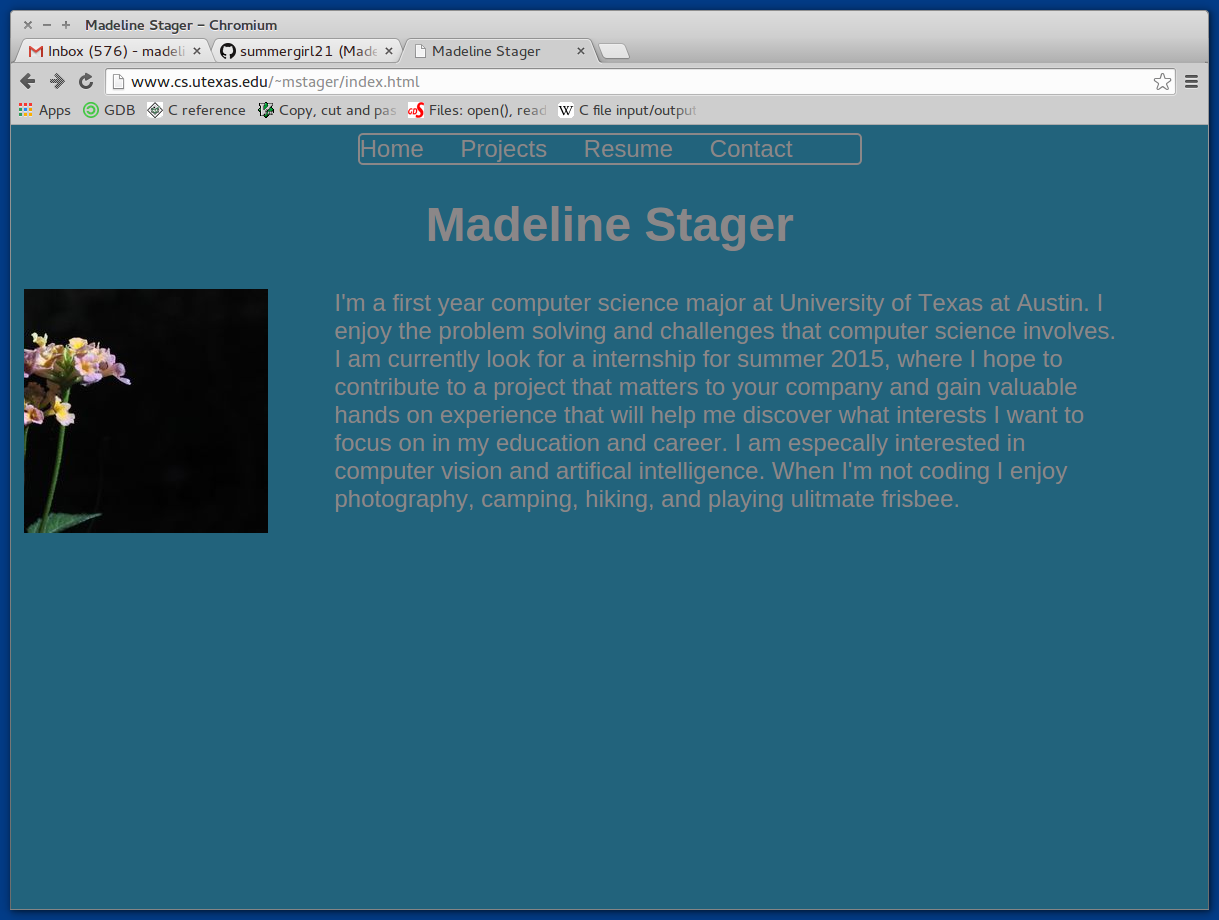 Madeline Stager - Chromium
Inbox (576) - madeli
summergirl21 (Made
Madeline Stager
www.cs.utexas.edu/~mstager/index.html
Apps GDB C reference Copy, cut and pas Files: open(), read C file input/output
Home Projects Resume Contact
Madeline Stager
I'm a first year computer science major at University of Texas at Austin. I
enjoy the problem solving and challenges that computer science involves.
I am currently look for a internship for summer 2015, where I hope to
contribute to a project that matters to your company and gain valuable
hands on experience that will help me discover what interests I want to
focus on in my education and career. I am especally interested in
computer vision and artifical intelligence. When I'm not coding I enjoy
photography, camping, hiking, and playing ulitmate frisbee.